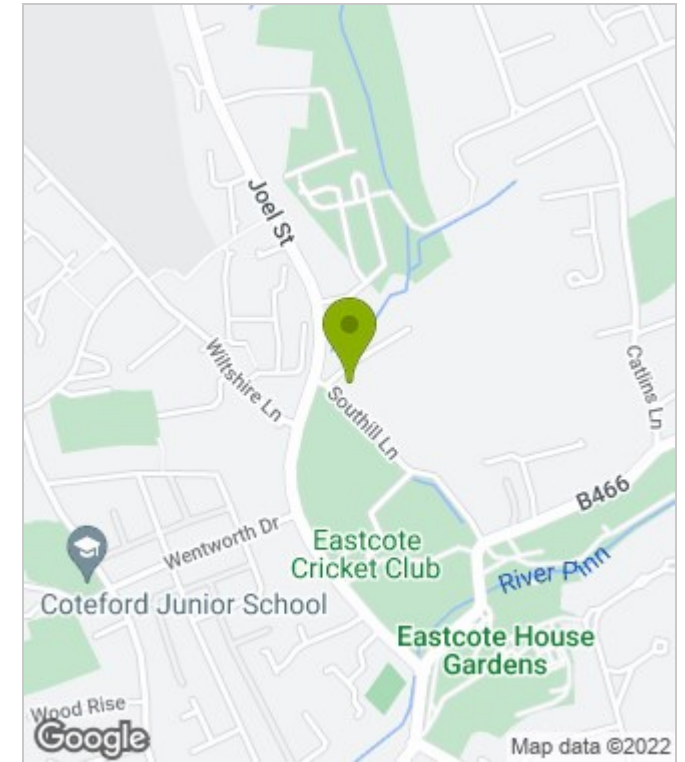 Joel St
Wiltshire Ln
Southill Ln
Catlins Ln
B466
Wentworth Dr
Eastcote
Cricket Club
River Pinn
Coteford Junior School
Eastcote House
Gardens
Wood Rise
Google
Map data ©2022